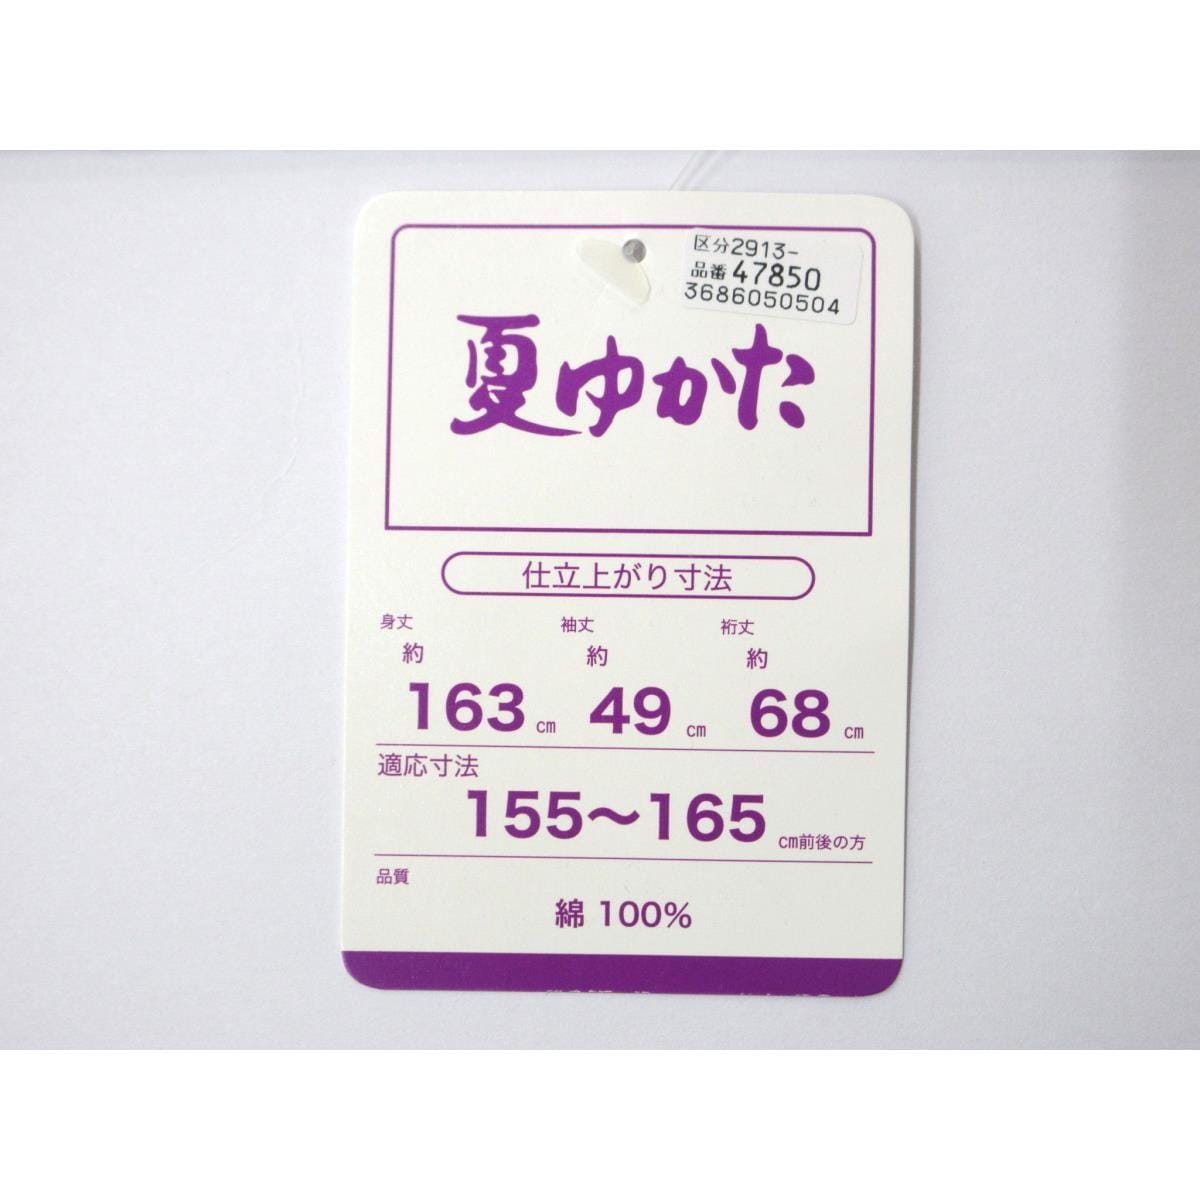 区分2913-
品番47850
3686050504
夏ゆかた
仕立上がり寸法
身丈 袖丈 裄丈
約 約 約
163cm 49cm 68cm
適応寸法
155〜165cm前後の方
品質
綿 100%